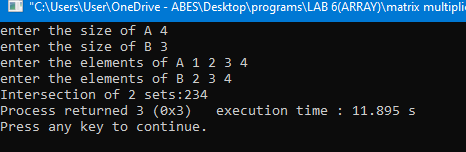 "C:\Users\User\OneDrive - ABES\Desktop\programs\LAB 6(ARRAY)\matrix multiplic
enter the size of A 4
enter the size of B 3
enter the elements of A 1 2 3 4
enter the elements of B 2 3 4
Intersection of 2 sets:234
Process returned 3 (0x3)   execution time : 11.895 s
Press any key to continue.